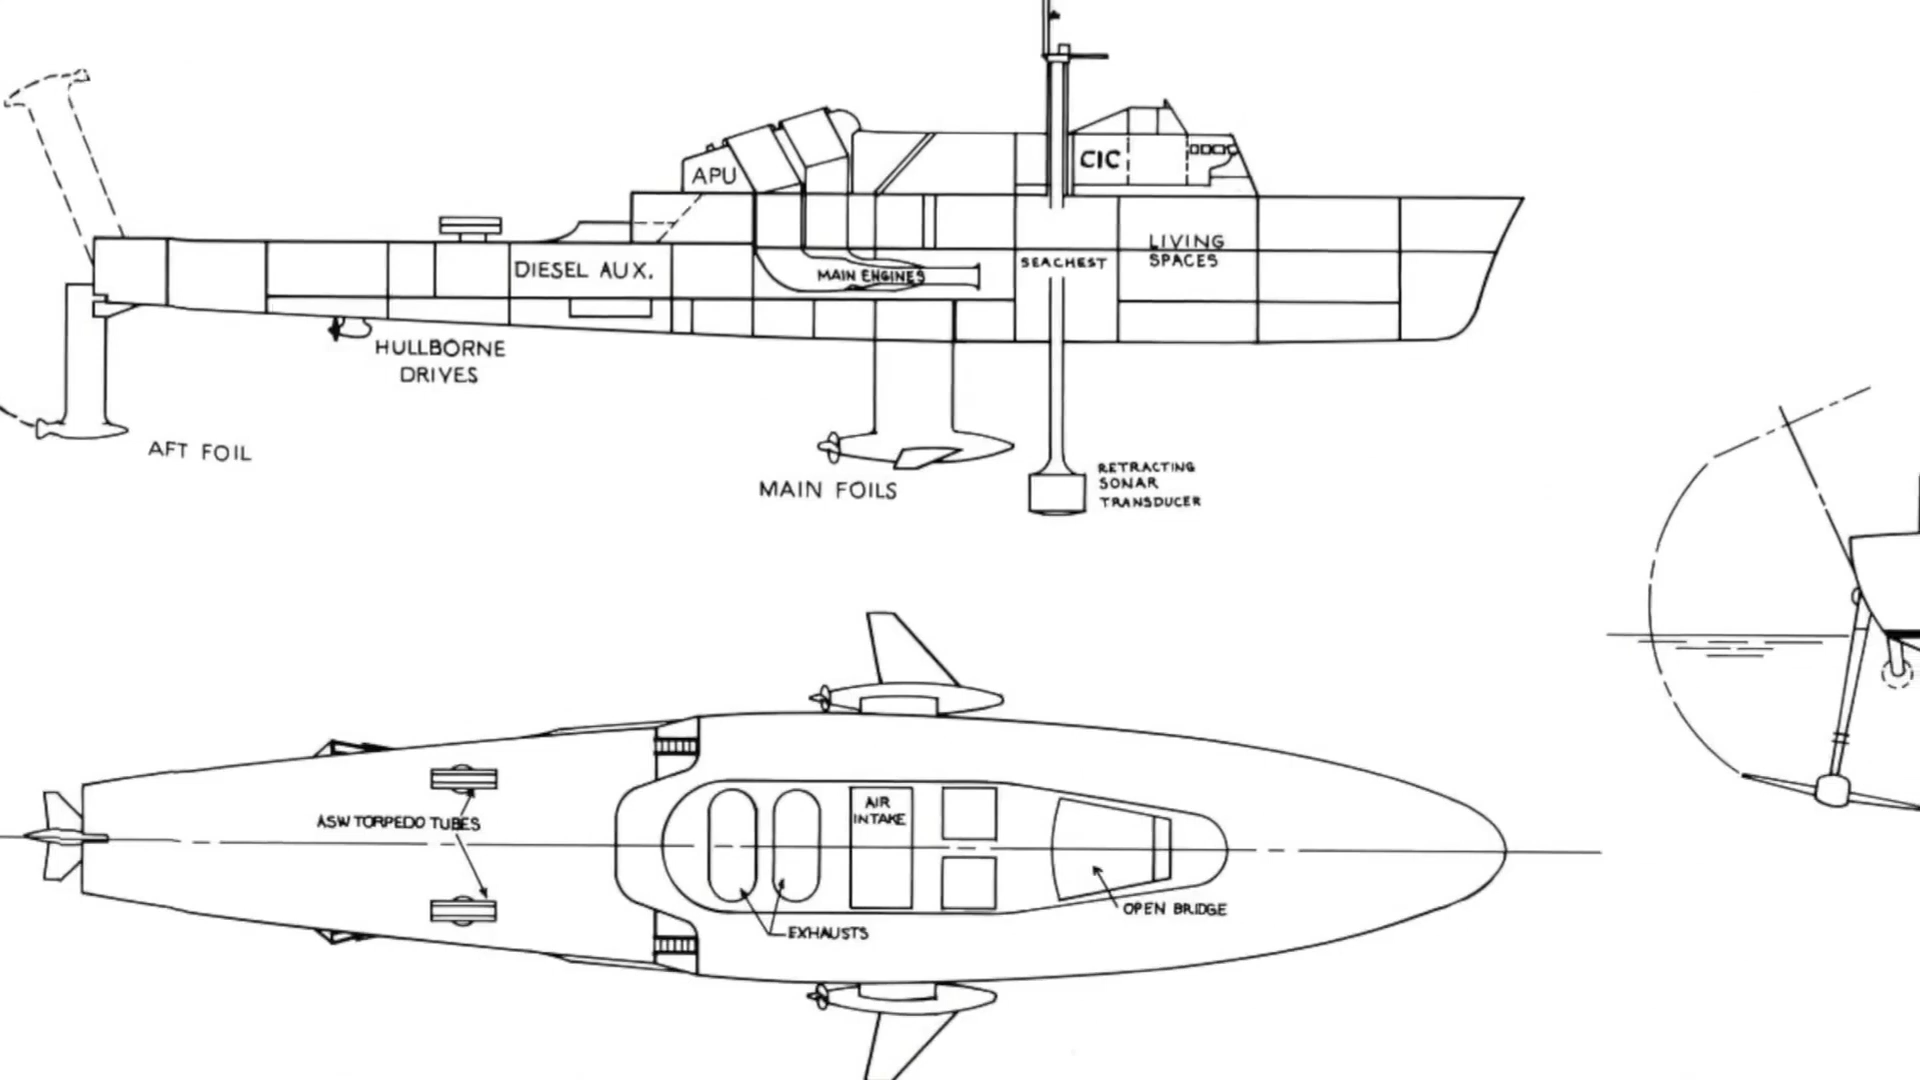 APU
CIC
LIVING
SPACES
DIESEL AUX.
MAIN ENGINES
SEACHEST
HULLBORNE
DRIVES
AFT FOIL
MAIN FOILS
RETRACTING
SONAR
TRANSDUCER
ASW TORPEDO TUBES
AIR
INTAKE
EXHAUSTS
OPEN BRIDGE